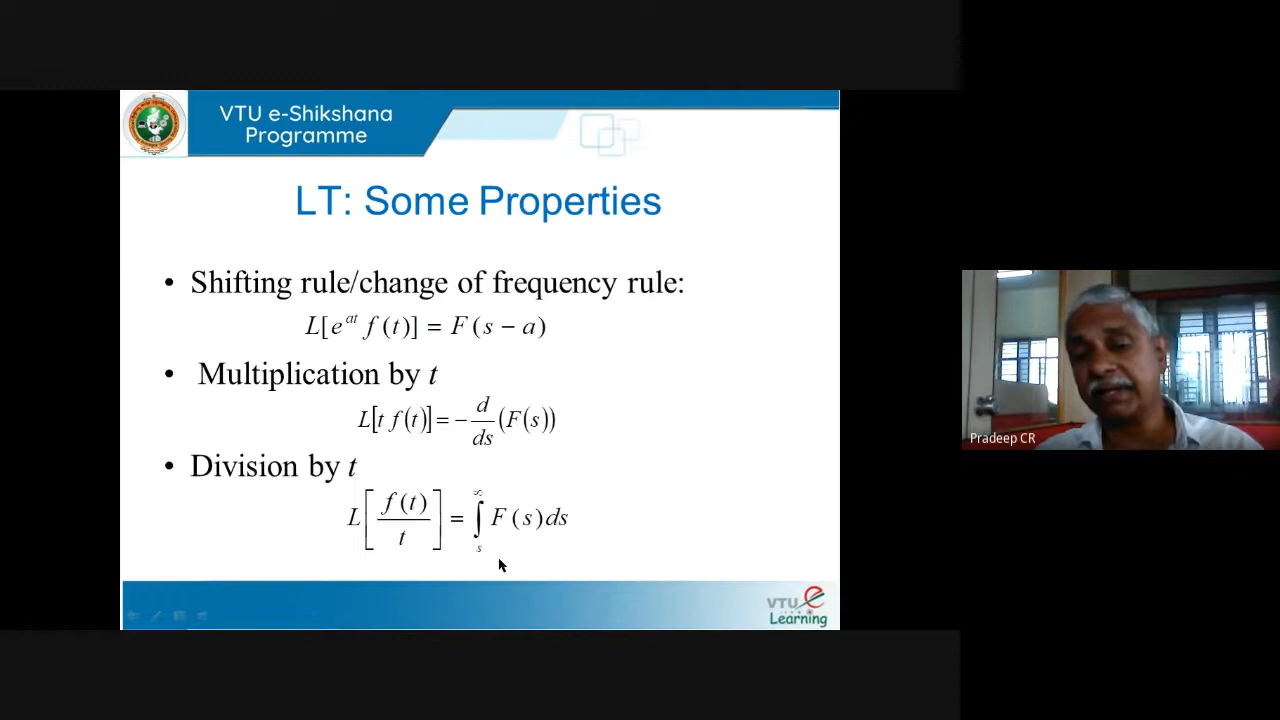 VTU e-Shikshana
Programme
LT: Some Properties
• Shifting rule/change of frequency rule:
L[e^{at} f(t)] = F(s − a)
• Multiplication by t
L[t f(t)] = − d/ds (F(s))
• Division by t
L[f(t)/t] = ∫_s^∞ F(s)ds
VTU e
Learning
Pradeep CR